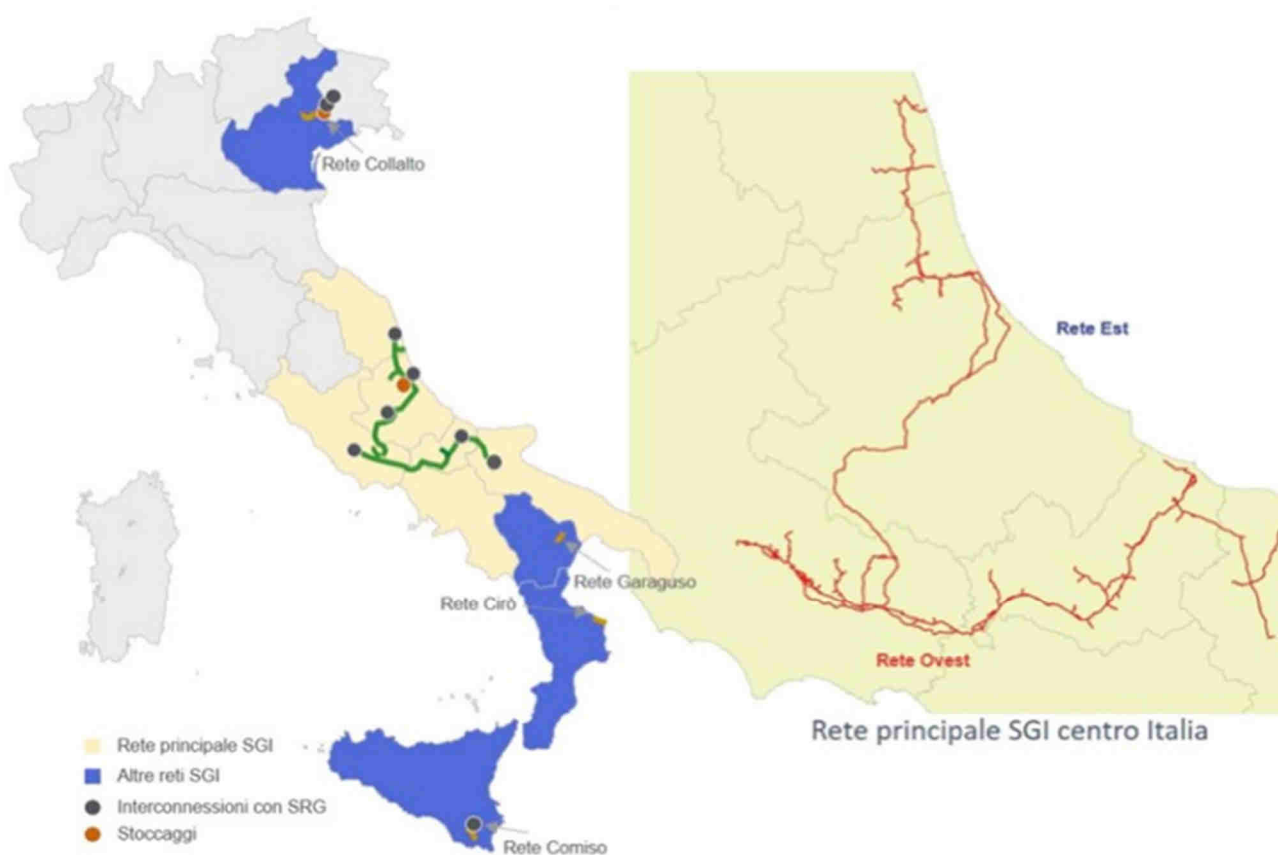 Rete Collalto
Rete Est
Rete Garaguso
Rete Cirò
Rete Ovest
Rete principale SGI centro Italia
Rete principale SGI
Altre reti SGI
Interconnessioni con SRG
Stoccaggi
Rete Comiso